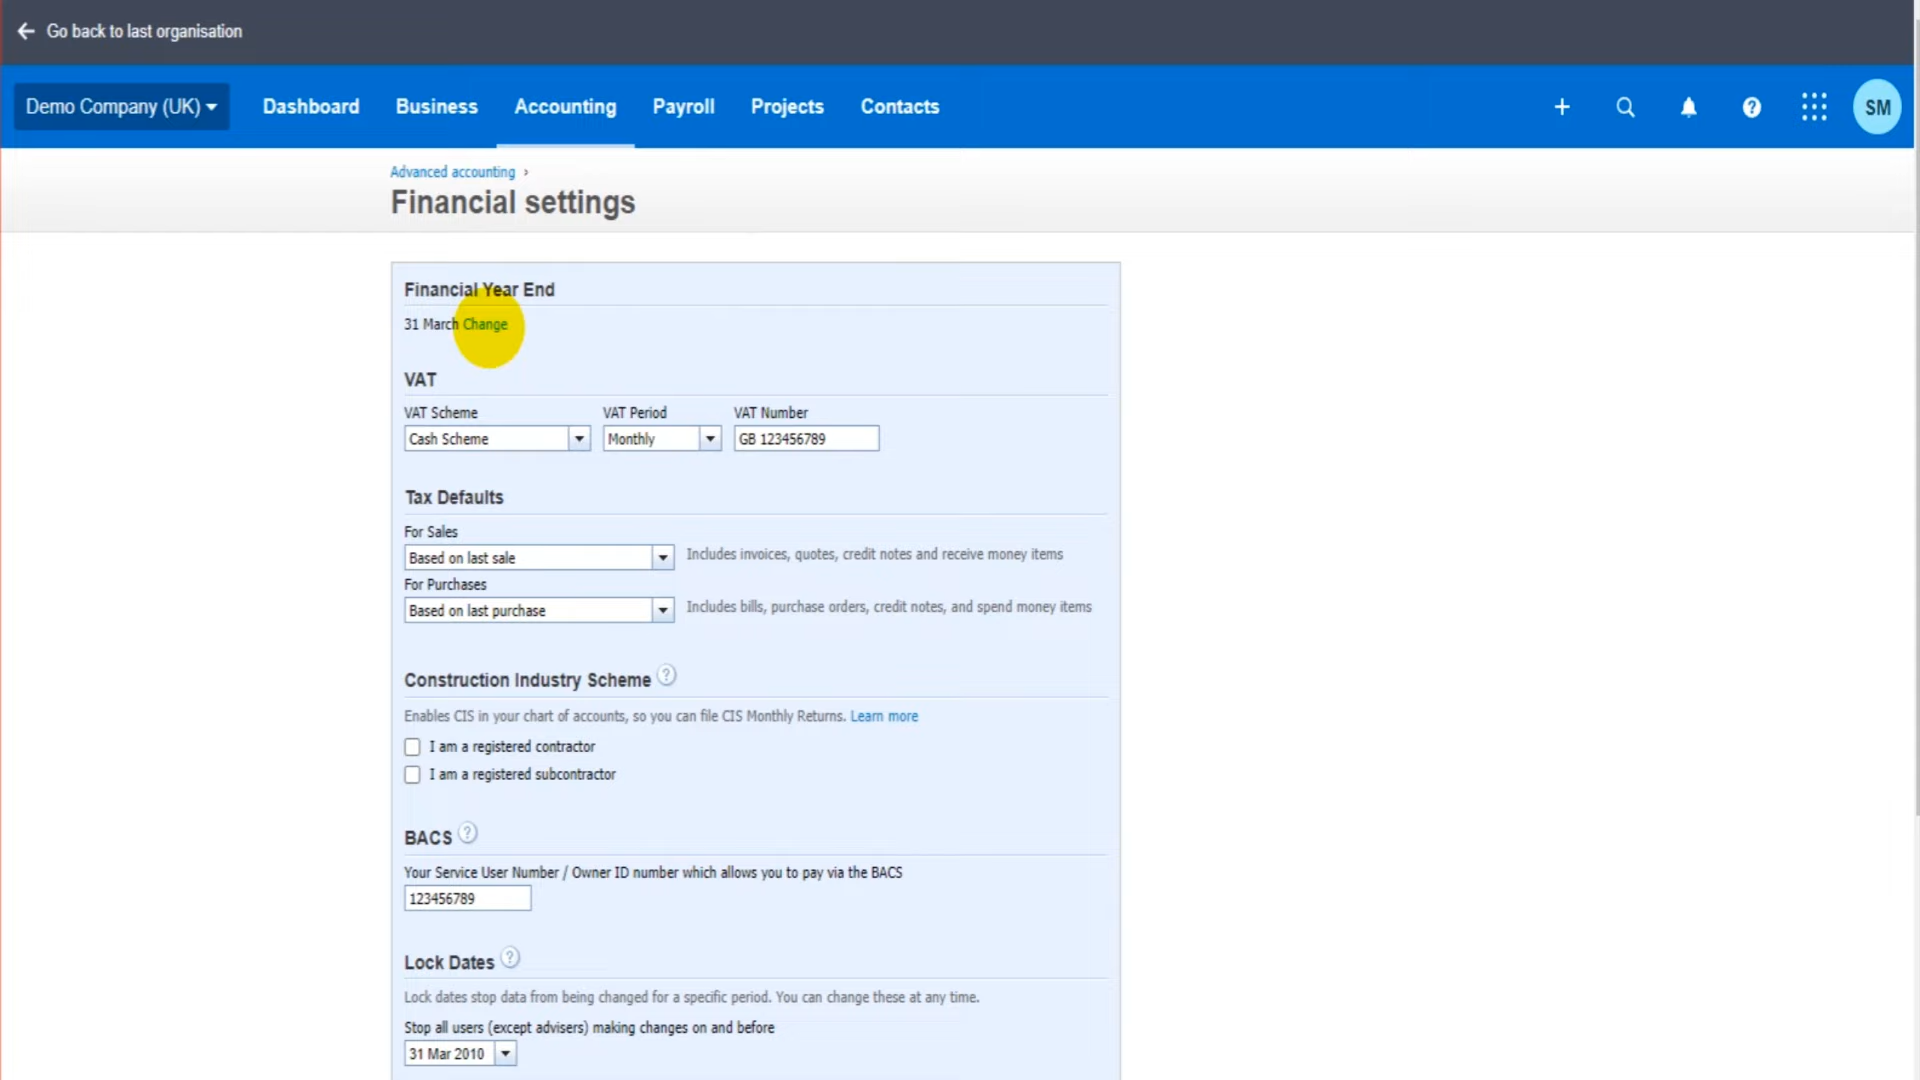 Go back to last organisation
Demo Company (UK) Dashboard Business Accounting Payroll Projects Contacts SM
Advanced accounting ›
Financial settings
Financial Year End
31 March Change
VAT
VAT Scheme VAT Period VAT Number
Cash Scheme Monthly GB 123456789
Tax Defaults
For Sales
Based on last sale Includes invoices, quotes, credit notes and receive money items
For Purchases
Based on last purchase Includes bills, purchase orders, credit notes, and spend money items
Construction Industry Scheme ?
Enables CIS in your chart of accounts, so you can file CIS Monthly Returns. Learn more
I am a registered contractor
I am a registered subcontractor
BACS ?
Your Service User Number / Owner ID number which allows you to pay via the BACS
123456789
Lock Dates ?
Lock dates stop data from being changed for a specific period. You can change these at any time.
Stop all users (except advisers) making changes on and before
31 Mar 2010